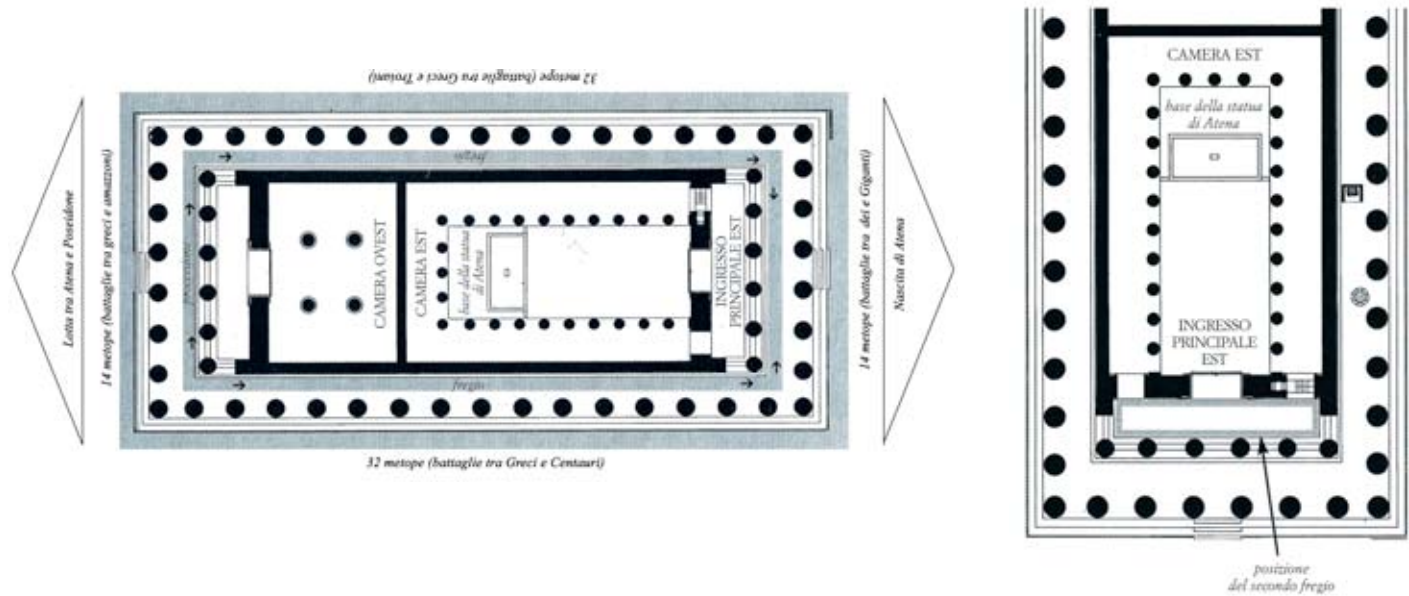 32 metope (battaglie tra Greci e Troiani)
Lotta tra Atena e Poseidone
14 metope (battaglie tra greci e amazzoni)
fregio
processione
CAMERA OVEST
CAMERA EST
base della statua
di Atena
INGRESSO
PRINCIPALE EST
fregio
14 metope (battaglie tra dei e Giganti)
Nascita di Atena
32 metope (battaglie tra Greci e Centauri)
CAMERA EST
base della statua
di Atena
INGRESSO
PRINCIPALE
EST
posizione
del secondo fregio